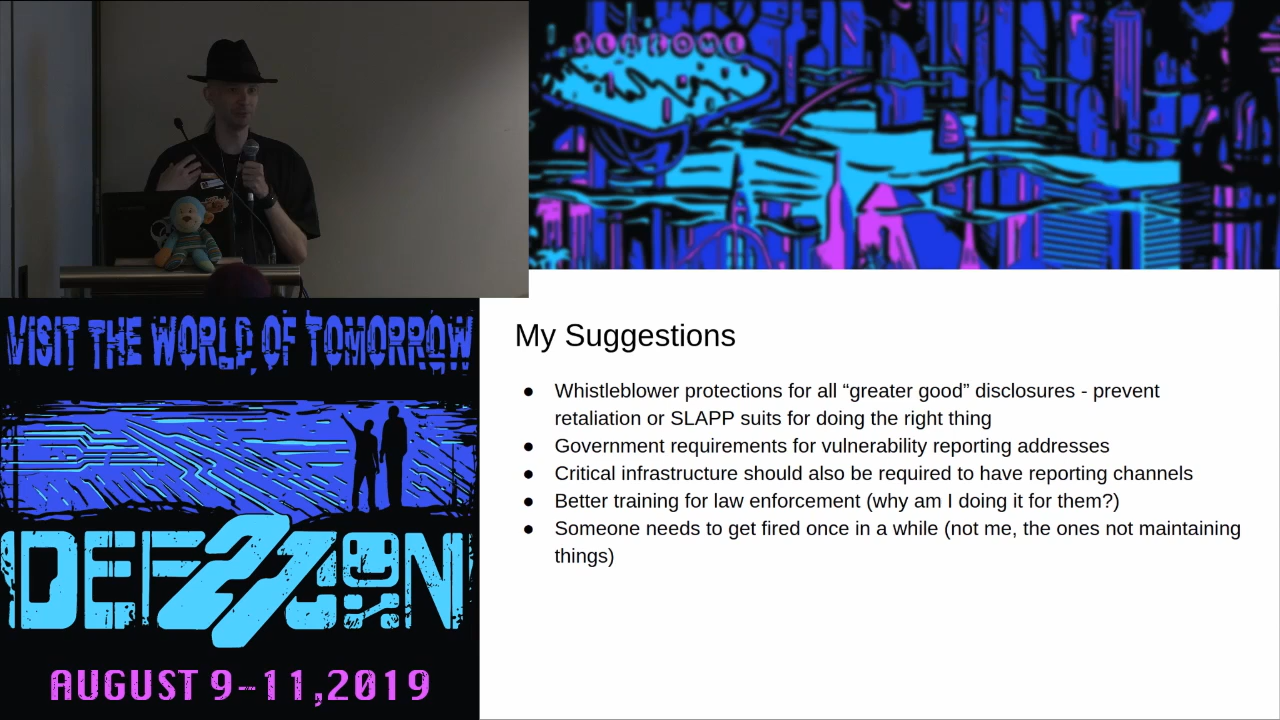 WELCOME
VISIT THE WORLD OF TOMORROW
DEF 27 CON
AUGUST 9-11,2019
My Suggestions
● Whistleblower protections for all “greater good” disclosures - prevent
retaliation or SLAPP suits for doing the right thing
● Government requirements for vulnerability reporting addresses
● Critical infrastructure should also be required to have reporting channels
● Better training for law enforcement (why am I doing it for them?)
● Someone needs to get fired once in a while (not me, the ones not maintaining
things)